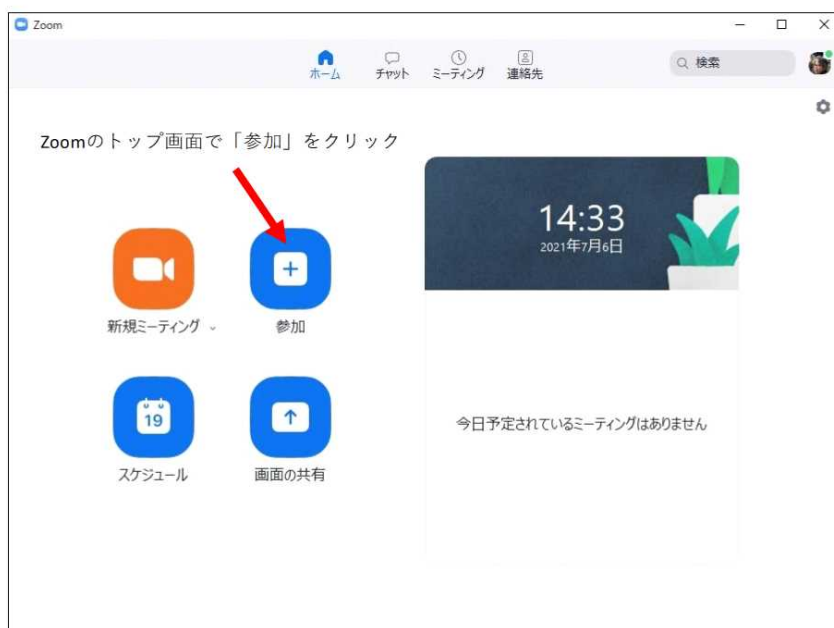 Zoom
ホーム
チャット
ミーティング
連絡先
検索
Zoomのトップ画面で「参加」をクリック
14:33
2021年7月6日
新規ミーティング
参加
19
スケジュール
画面の共有
今日予定されているミーティングはありません